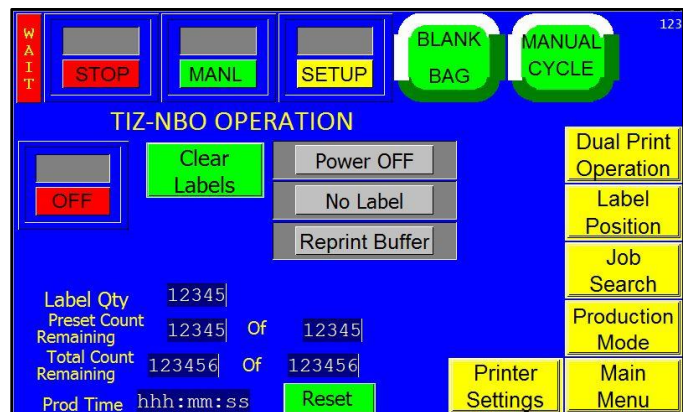 123
WAIT
STOP
MANL
SETUP
BLANK
BAG
MANUAL
CYCLE
TIZ-NBO OPERATION
OFF
Clear
Labels
Power OFF
No Label
Reprint Buffer
Dual Print
Operation
Label
Position
Job
Search
Production
Mode
Main
Menu
Label Qty 12345
Preset Count
Remaining 12345 Of 12345
Total Count
Remaining 123456 Of 123456
Prod Time hhh:mm:ss
Reset
Printer
Settings